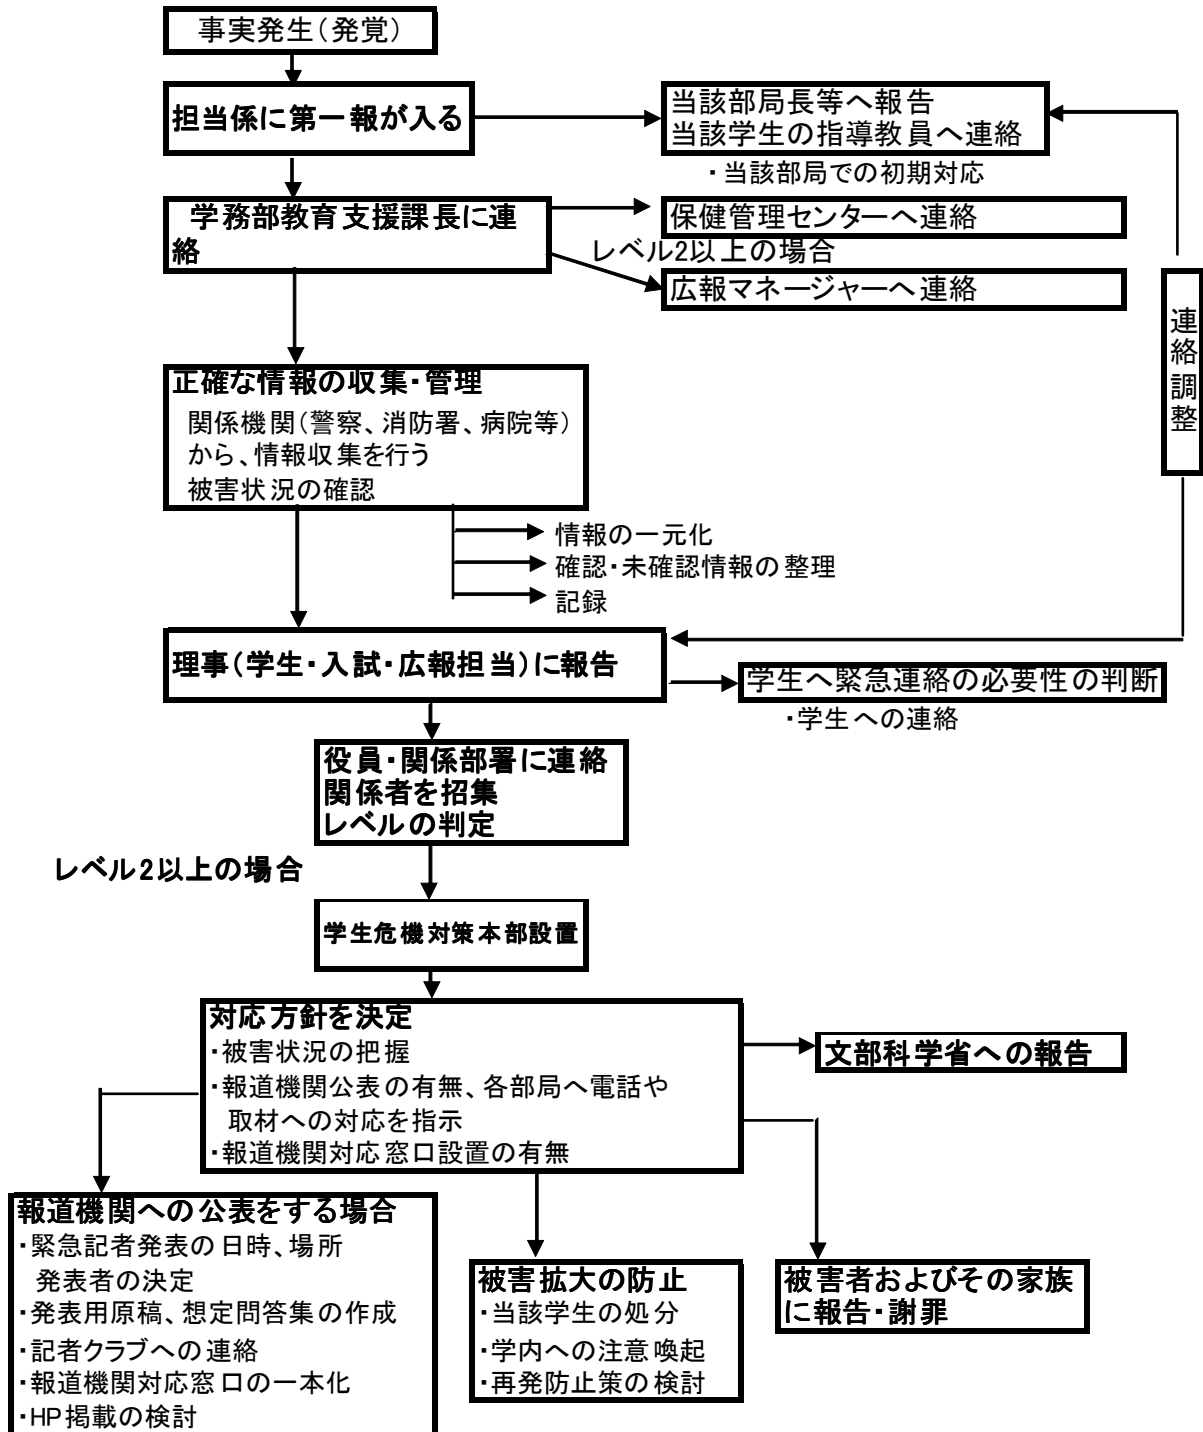 事実発生（発覚）
担当係に第一報が入る
当該部局長等へ報告
当該学生の指導教員へ連絡
・当該部局での初期対応
学務部教育支援課長に連
絡
保健管理センターへ連絡
レベル2以上の場合
広報マネージャーへ連絡
連絡調整
正確な情報の収集・管理
関係機関（警察、消防署、病院等）
から、情報収集を行う
被害状況の確認
情報の一元化
確認・未確認情報の整理
記録
理事（学生・入試・広報担当）に報告
学生へ緊急連絡の必要性の判断
・学生への連絡
役員・関係部署に連絡
関係者を招集
レベルの判定
レベル2以上の場合
学生危機対策本部設置
対応方針を決定
・被害状況の把握
・報道機関公表の有無、各部局へ電話や
取材への対応を指示
・報道機関対応窓口設置の有無
文部科学省への報告
報道機関への公表をする場合
・緊急記者発表の日時、場所
発表者の決定
・発表用原稿、想定問答集の作成
・記者クラブへの連絡
・報道機関対応窓口の一本化
・HP掲載の検討
被害拡大の防止
・当該学生の処分
・学内への注意喚起
・再発防止策の検討
被害者およびその家族
に報告・謝罪